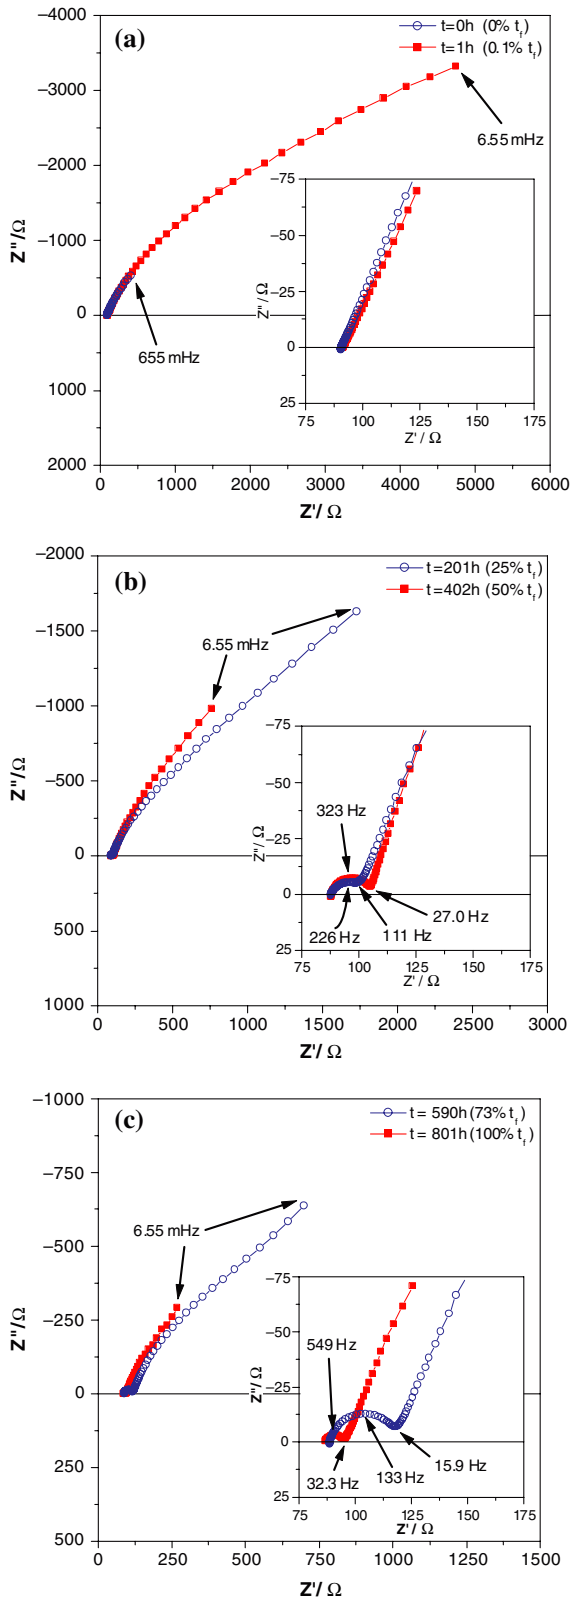 (a)
t=0h (0% t_f)
t=1h (0.1% t_f)
−4000
−3000
−2000
−1000
0
1000
2000
Z''/Ω
6.55 mHz
655 mHz
−75
−50
−25
0
25
Z''/ Ω
75 100 125 150 175
Z' / Ω
0 1000 2000 3000 4000 5000 6000
Z'/ Ω
(b)
t=201h (25% t_f)
t=402h (50% t_f)
−2000
−1500
−1000
−500
0
500
1000
Z''/Ω
6.55 mHz
−75
−50
−25
0
25
Z''/ Ω
323 Hz
226 Hz
111 Hz
27.0 Hz
75 100 125 150 175
Z' / Ω
0 500 1000 1500 2000 2500 3000
Z'/ Ω
(c)
t = 590h (73% t_f)
t = 801h (100% t_f)
−1000
−750
−500
−250
0
250
500
Z''/Ω
6.55 mHz
−75
−50
−25
0
25
Z''/ Ω
549 Hz
32.3 Hz
133 Hz
15.9 Hz
75 100 125 150 175
Z' / Ω
0 250 500 750 1000 1250 1500
Z'/ Ω